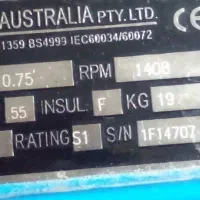 AUSTRALIA PTY. LTD.
1359 BS4999 IEC60034/60072
0.75 RPM 1408
55 INSUL F KG 19
RATING S1 S/N 1F14707